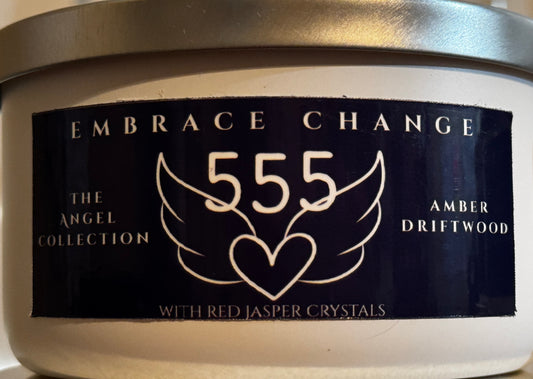 EMBRACE CHANGE
555
THE
ANGEL
COLLECTION
AMBER
DRIFTWOOD
WITH RED JASPER CRYSTALS